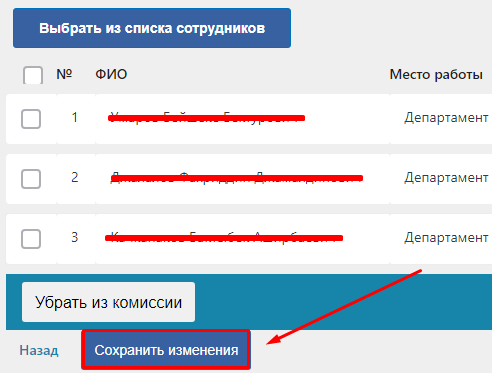 Выбрать из списка сотрудников
№ ФИО Место работы
1 Департамент
2 Департамент
3 Департамент
Убрать из комиссии
Назад Сохранить изменения